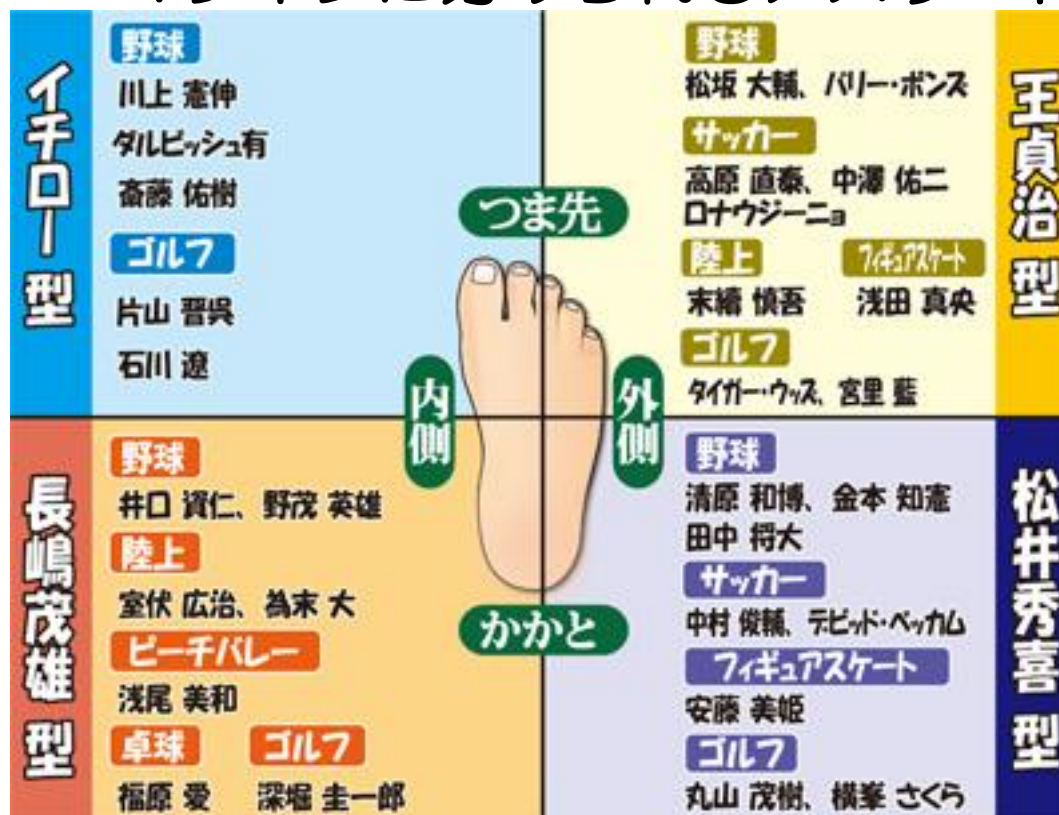 イチロー型
野球
川上 憲伸
ダルビッシュ有
斎藤 佑樹
ゴルフ
片山 晋呉
石川 遼
王貞治 型
野球
松坂 大輔、バリー・ボンズ
サッカー
高原 直泰、中澤 佑二
ロナウジーニョ
陸上 フィギュアスケート
末續 慎吾 浅田 真央
ゴルフ
タイガー・ウッズ、宮里 藍
つま先
内側
外側
かかと
長嶋茂雄 型
野球
井口 資仁、野茂 英雄
陸上
室伏 広治、為末 大
ビーチバレー
浅尾 美和
卓球 ゴルフ
福原 愛 深堀 圭一郎
松井秀喜 型
野球
清原 和博、金本 知憲
田中 将大
サッカー
中村 俊輔、デビッド・ベッカム
フィギュアスケート
安藤 美姫
ゴルフ
丸山 茂樹、横峯 さくら